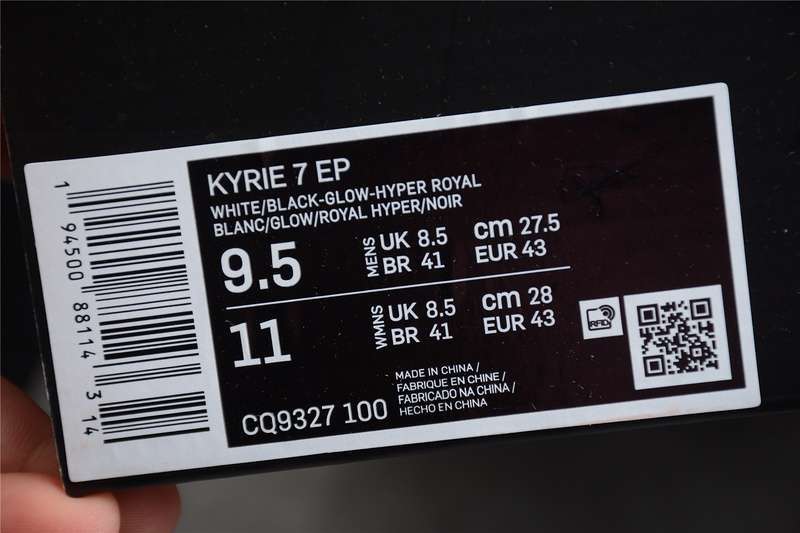 KYRIE 7 EP
WHITE/BLACK-GLOW-HYPER ROYAL
BLANC/GLOW/ROYAL HYPER/NOIR
9.5 MENS UK 8.5 cm 27.5
BR 41 EUR 43
11 WMNS UK 8.5 cm 28
BR 41 EUR 43
RFID
MADE IN CHINA /
FABRIQUE EN CHINE /
FABRICADO NA CHINA /
HECHO EN CHINA
CQ9327 100
1 94500 88114 3 14